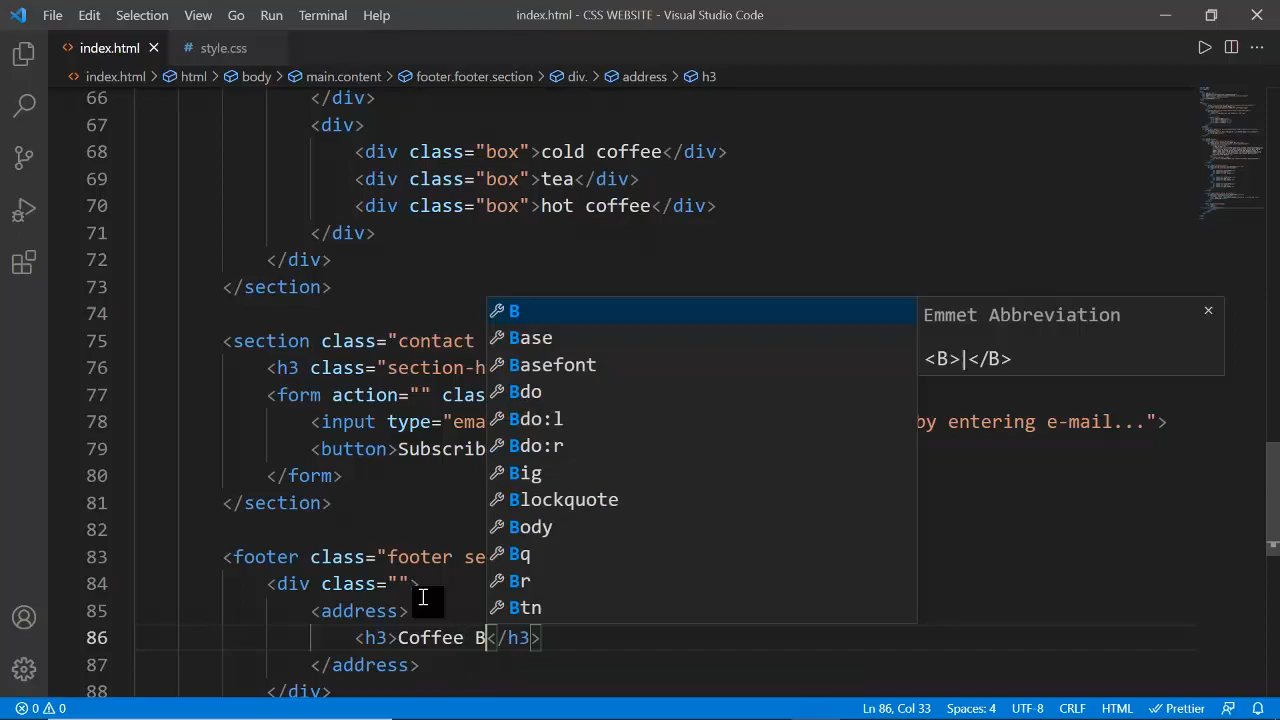 File Edit Selection View Go Run Terminal Help index.html - CSS WEBSITE - Visual Studio Code
index.html style.css
index.html > html > body > main.content > footer.footer.section > div. > address > h3
66 </div>
67 <div>
68 <div class="box">cold coffee</div>
69 <div class="box">tea</div>
70 <div class="box">hot coffee</div>
71 </div>
72 </div>
73 </section>
74
75 <section class="contact
76 <h3 class="section-h
77 <form action="" clas
78 <input type="ema by entering e-mail...">
79 <button>Subscrib
80 </form>
81 </section>
82
83 <footer class="footer se
84 <div class="">
85 <address>
86 <h3>Coffee B</h3>
87 </address>
88 </div>
B
Base
Basefont
Bdo
Bdo:l
Bdo:r
Big
Blockquote
Body
Bq
Br
Btn
Emmet Abbreviation
<B>|</B>
0 0 Ln 86, Col 33 Spaces: 4 UTF-8 CRLF HTML Prettier